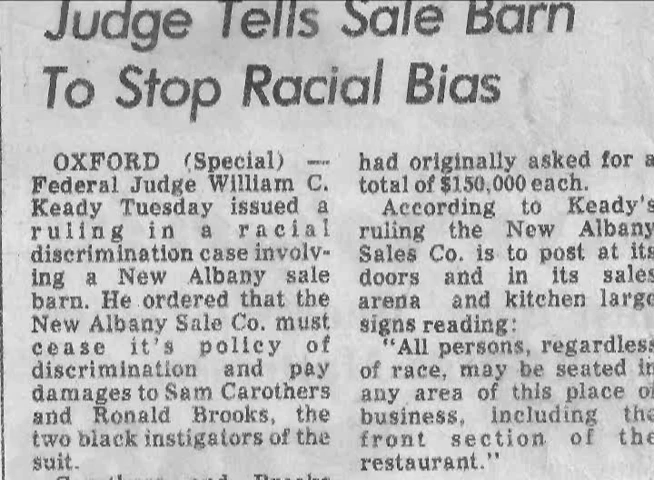 Judge Tells Sale Barn
To Stop Racial Bias
OXFORD (Special) —
Federal Judge William C.
Keady Tuesday issued a
ruling in a racial
discrimination case involv-
ing a New Albany sale
barn. He ordered that the
New Albany Sale Co. must
cease it's policy of
discrimination and pay
damages to Sam Carothers
and Ronald Brooks, the
two black instigators of the
suit.
Carothers and Brooks
had originally asked for a
total of $150,000 each.
According to Keady's
ruling the New Albany
Sales Co. is to post at its
doors and in its sales
arena and kitchen large
signs reading:
"All persons, regardless
of race, may be seated in
any area of this place of
business, including the
front section of the
restaurant."